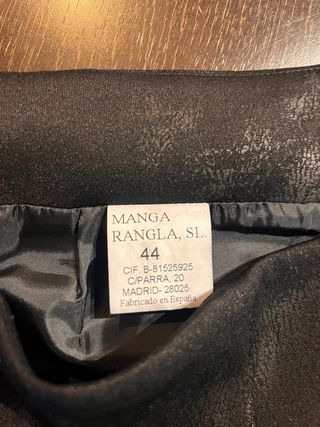 MANGA
RANGLA, SL.
44
CIF. B-81525925
C/PARRA, 20
MADRID- 28025
Fabricado en España